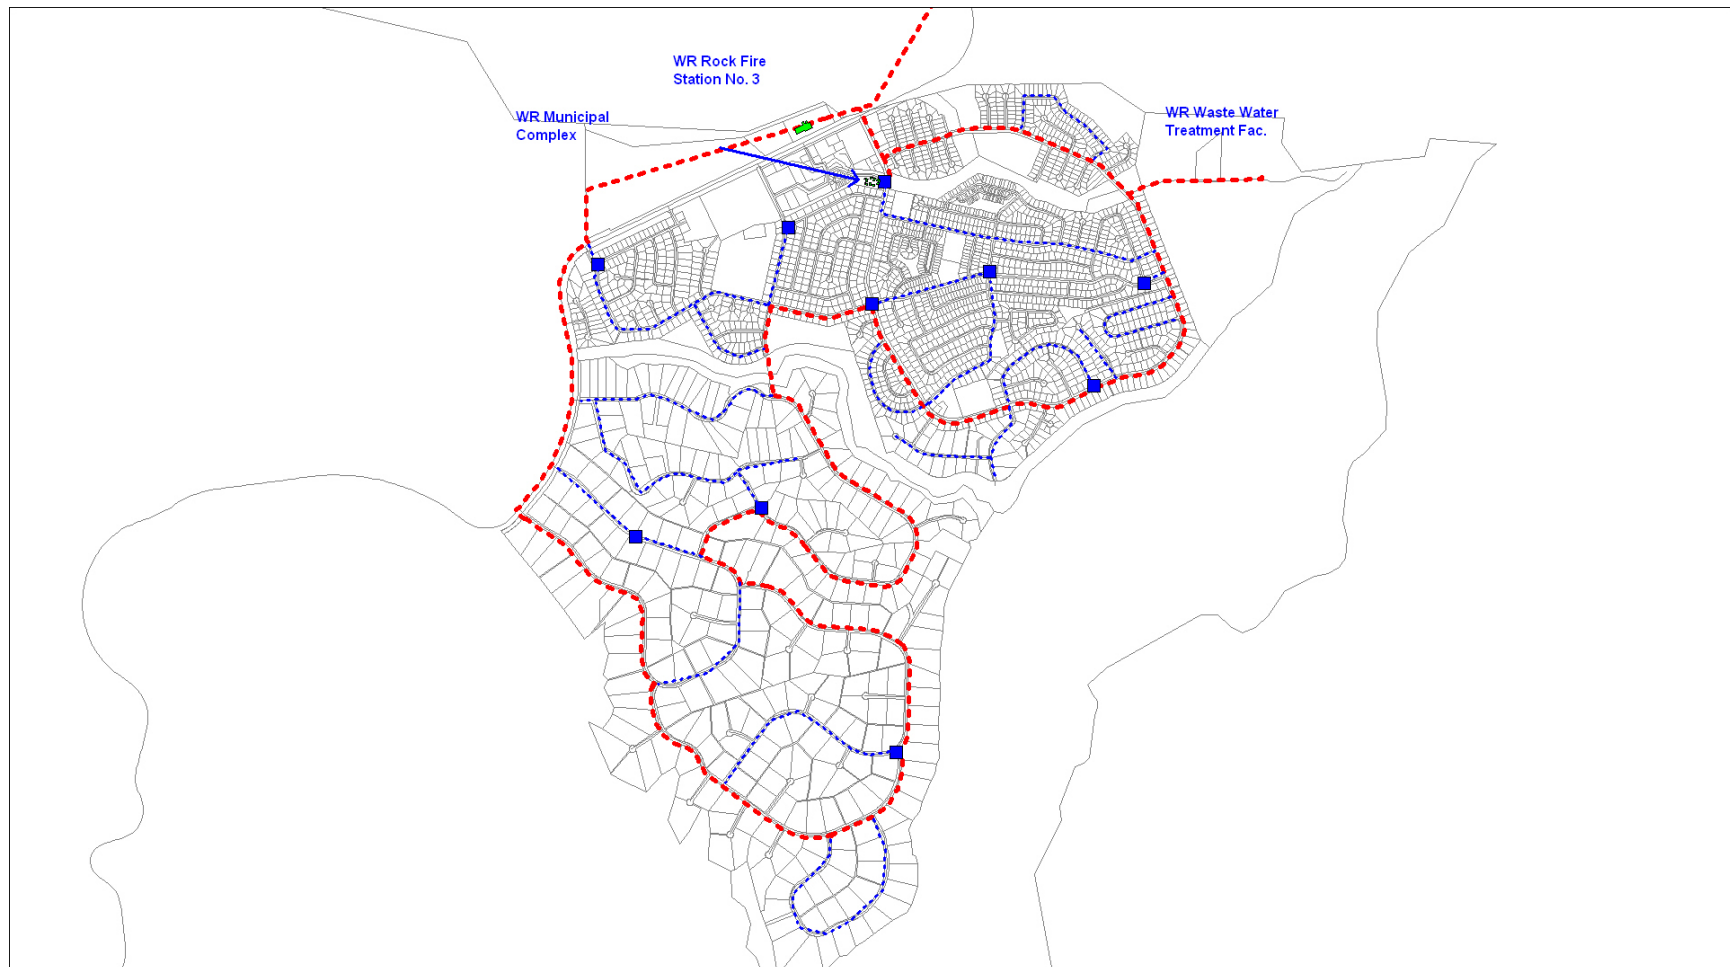 WR Rock Fire
Station No. 3
WR Municipal
Complex
WR Waste Water
Treatment Fac.